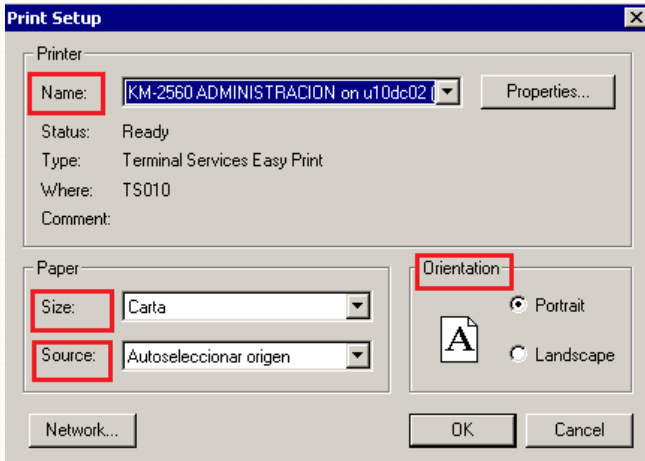 Print Setup
Printer
Name: KM-2560 ADMINISTRACION on u10dc02 ( Properties...
Status: Ready
Type: Terminal Services Easy Print
Where: TS010
Comment:
Paper
Size: Carta
Source: Autoseleccionar origen
Orientation
A
Portrait
Landscape
Network... OK Cancel